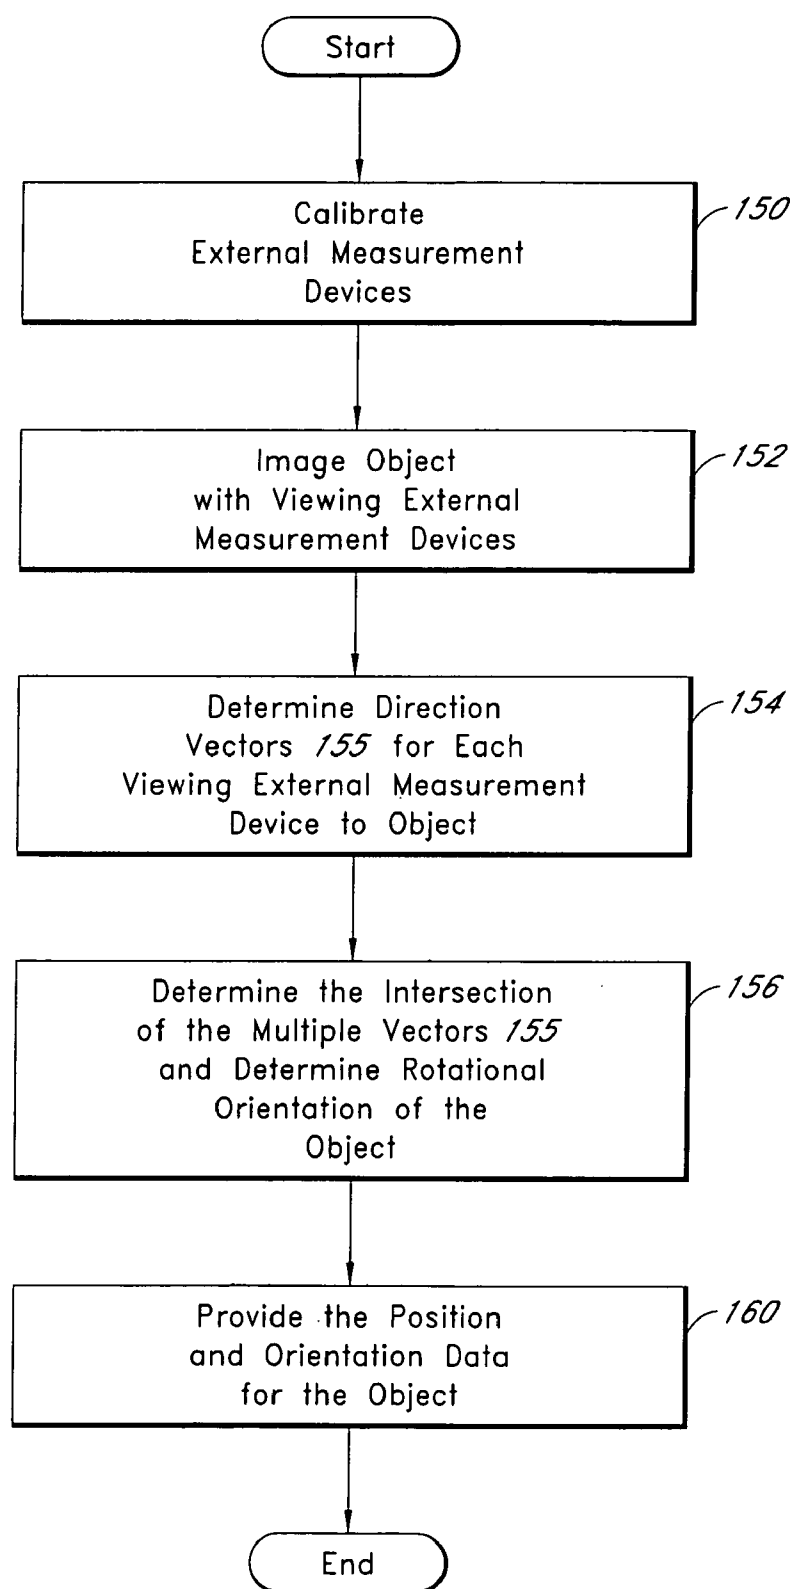 Start
Calibrate
External Measurement
Devices
150
Image Object
with Viewing External
Measurement Devices
152
Determine Direction
Vectors 155 for Each
Viewing External Measurement
Device to Object
154
Determine the Intersection
of the Multiple Vectors 155
and Determine Rotational
Orientation of the
Object
156
Provide the Position
and Orientation Data
for the Object
160
End